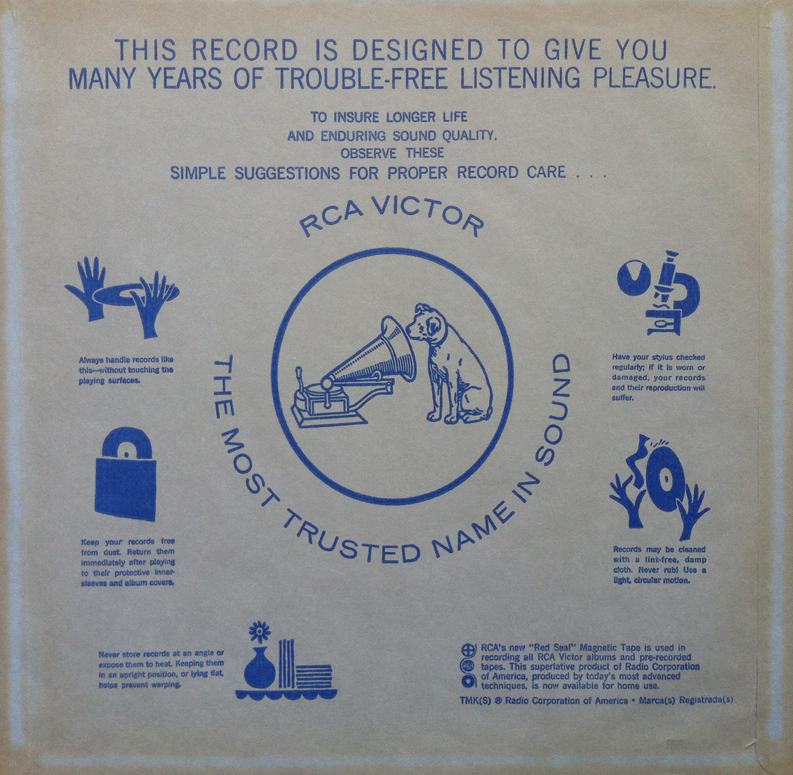 THIS RECORD IS DESIGNED TO GIVE YOU
MANY YEARS OF TROUBLE-FREE LISTENING PLEASURE.
TO INSURE LONGER LIFE
AND ENDURING SOUND QUALITY,
OBSERVE THESE
SIMPLE SUGGESTIONS FOR PROPER RECORD CARE . . .
RCA VICTOR
THE MOST TRUSTED NAME IN SOUND
Always handle records like
this—without touching the
playing surfaces.
Have your stylus checked
regularly; if it is worn or
damaged, your records
and their reproduction will
suffer.
Keep your records free
from dust. Return them
immediately after playing
to their protective inner-
sleeves and album covers.
Records may be cleaned
with a lint-free, damp
cloth. Never rub! Use a
light, circular motion.
Never store records at an angle or
expose them to heat. Keeping them
in an upright position, or lying flat,
helps prevent warping.
RCA's new "Red Seal" Magnetic Tape is used in
recording all RCA Victor albums and pre-recorded
tapes. This superlative product of Radio Corporation
of America, produced by today's most advanced
techniques, is now available for home use.
TMK(S) ® Radio Corporation of America • Marca(s) Registrada(s)